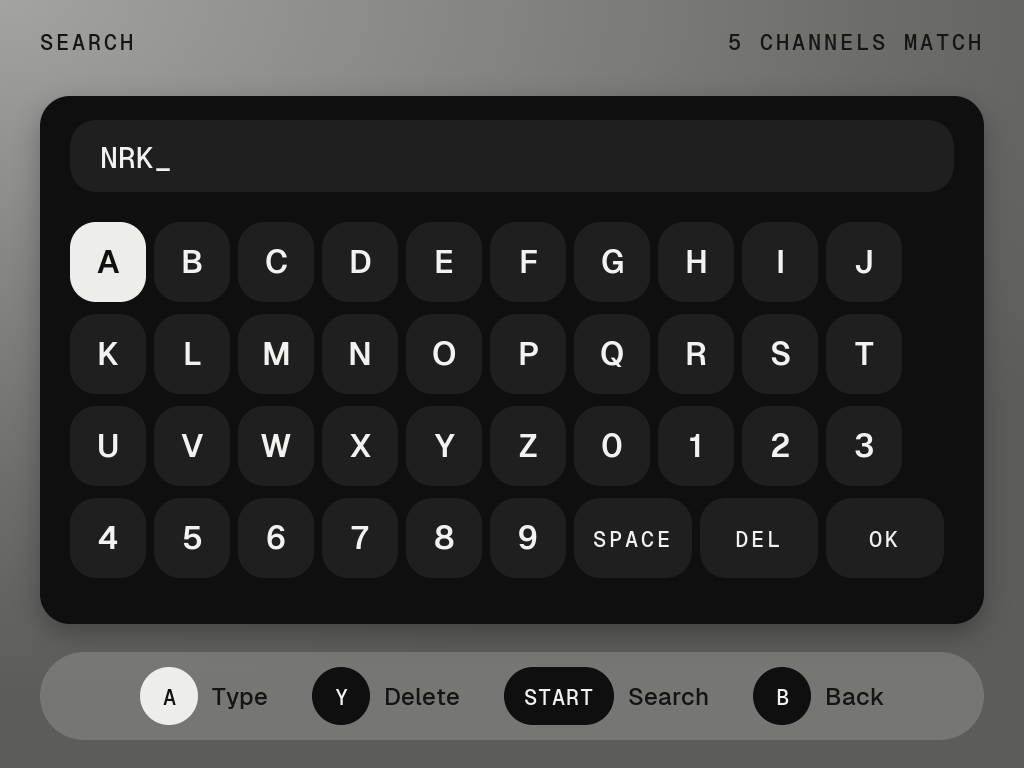 SEARCH
5 CHANNELS MATCH
NRK_
A B C D E F G H I J
K L M N O P Q R S T
U V W X Y Z 0 1 2 3
4 5 6 7 8 9 SPACE DEL OK
A Type Y Delete START Search B Back